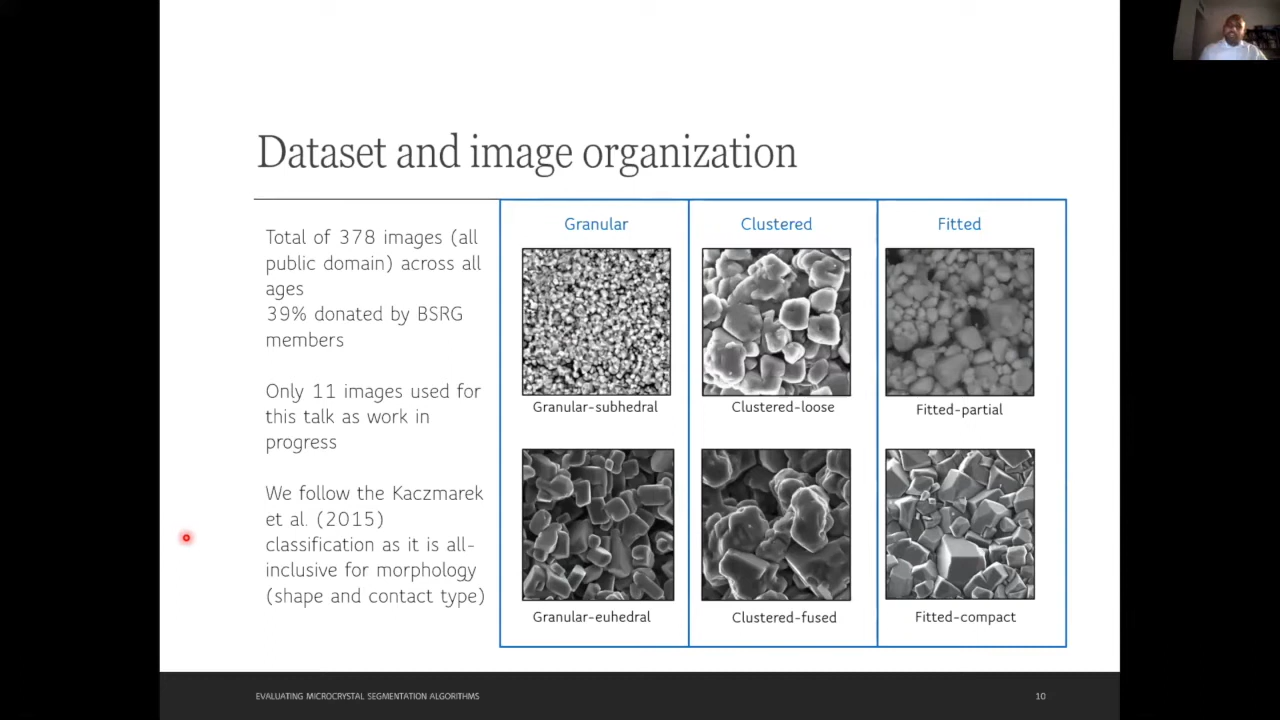 Dataset and image organization
Total of 378 images (all
public domain) across all
ages
39% donated by BSRG
members
Only 11 images used for
this talk as work in
progress
We follow the Kaczmarek
et al. (2015)
classification as it is all-
inclusive for morphology
(shape and contact type)
Granular
Clustered
Fitted
Granular-subhedral
Clustered-loose
Fitted-partial
Granular-euhedral
Clustered-fused
Fitted-compact
EVALUATING MICROCRYSTAL SEGMENTATION ALGORITHMS
10